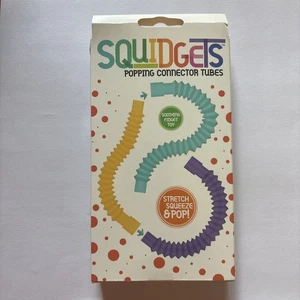 SQUIDGETS
POPPING CONNECTOR TUBES
SOOTHING
FIDGET
TOY
STRETCH
SQUEEZE
& POP!